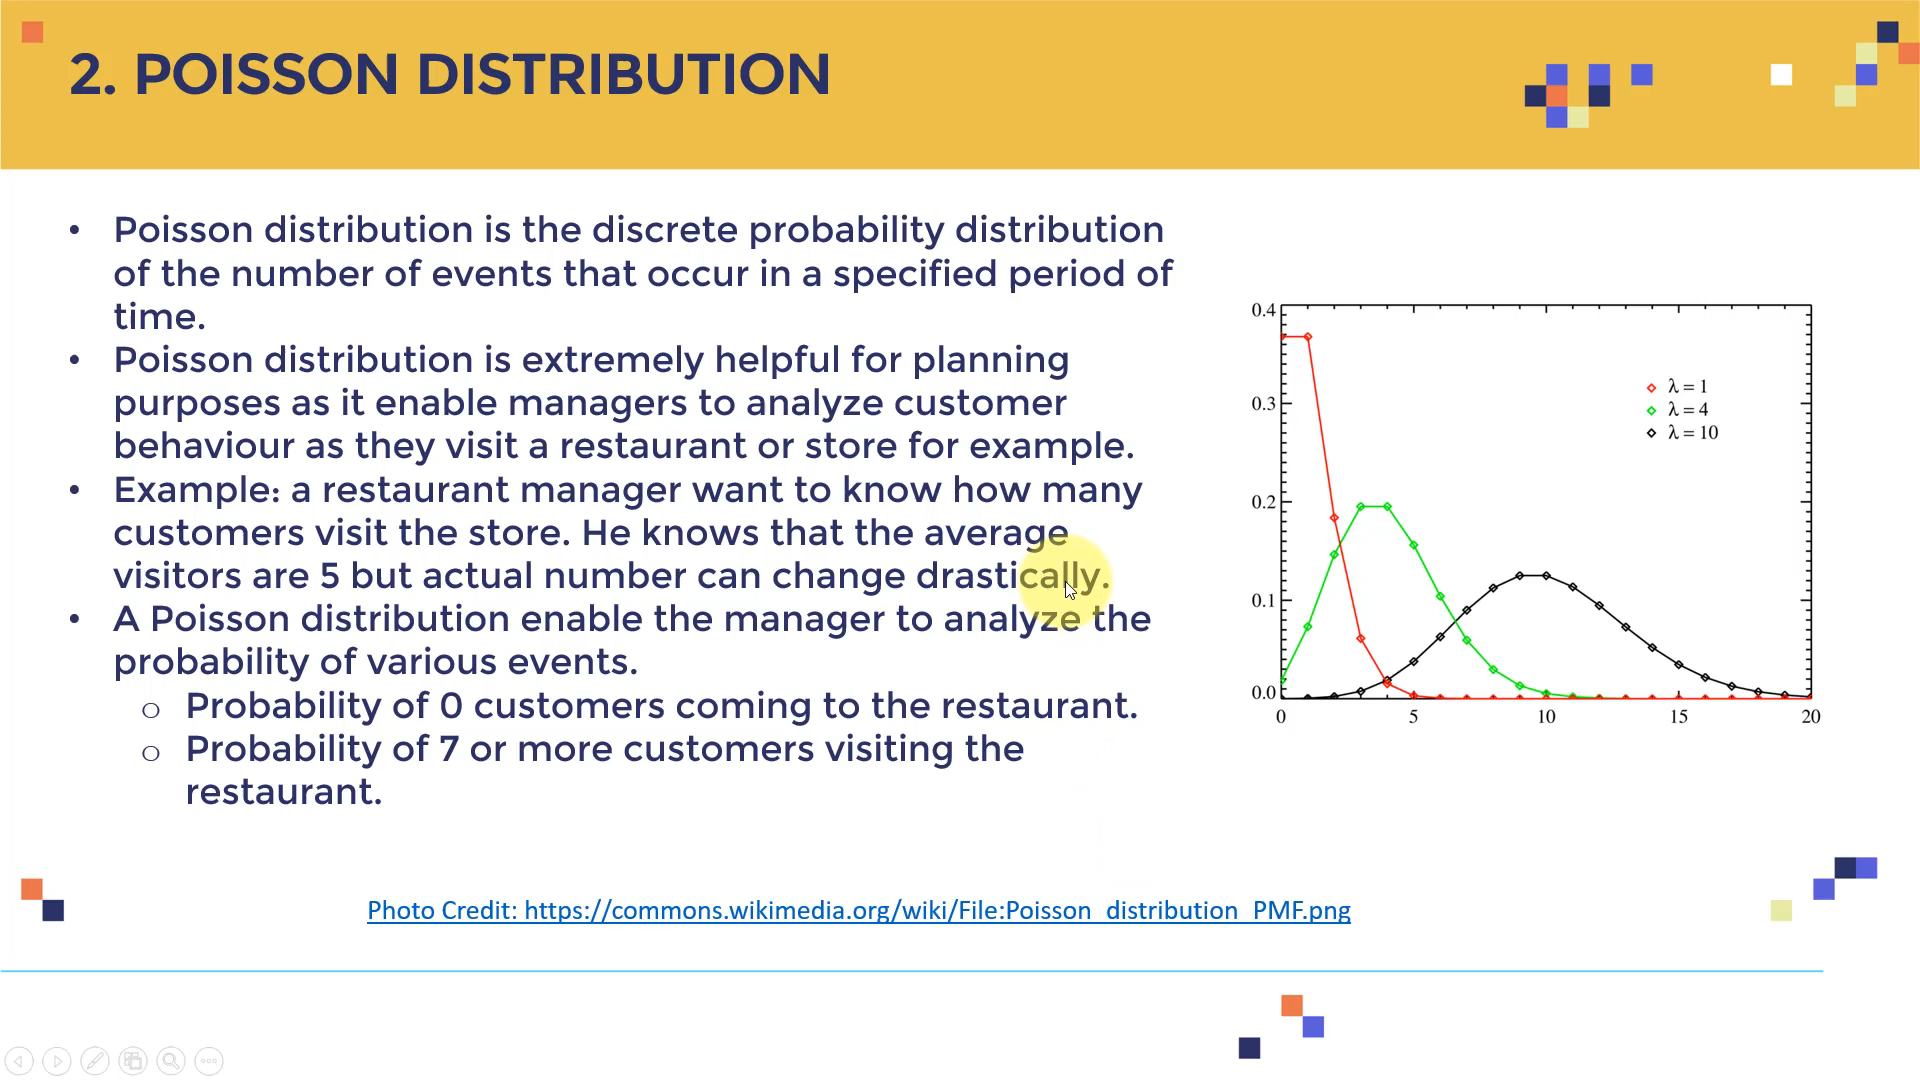 2. POISSON DISTRIBUTION
• Poisson distribution is the discrete probability distribution
of the number of events that occur in a specified period of
time.
• Poisson distribution is extremely helpful for planning
purposes as it enable managers to analyze customer
behaviour as they visit a restaurant or store for example.
• Example: a restaurant manager want to know how many
customers visit the store. He knows that the average
visitors are 5 but actual number can change drastically.
• A Poisson distribution enable the manager to analyze the
probability of various events.
o Probability of 0 customers coming to the restaurant.
o Probability of 7 or more customers visiting the
restaurant.
0.4
0.3
0.2
0.1
0.0
0 5 10 15 20
λ = 1
λ = 4
λ = 10
Photo Credit: https://commons.wikimedia.org/wiki/File:Poisson_distribution_PMF.png